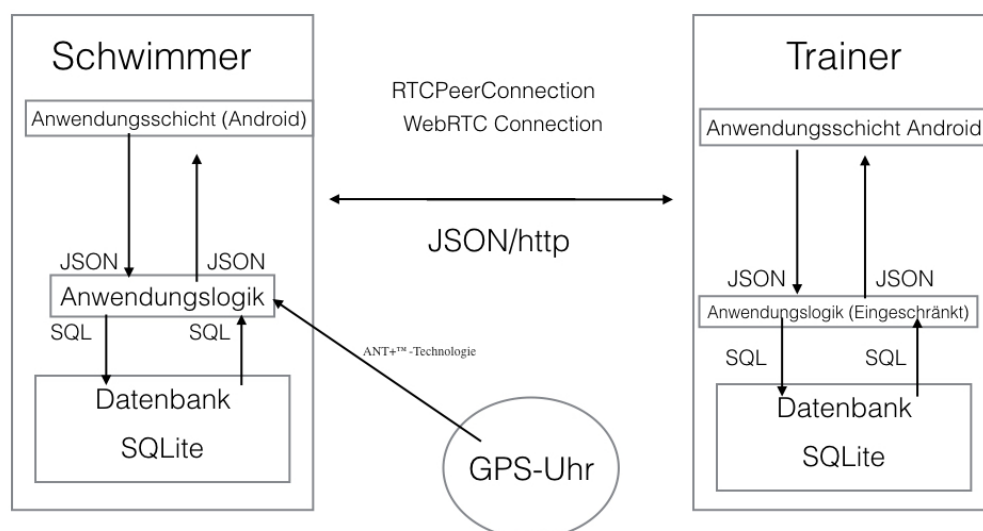 Schwimmer
Anwendungsschicht (Android)
JSON
JSON
Anwendungslogik
SQL
SQL
Datenbank
SQLite
RTCPeerConnection
WebRTC Connection
JSON/http
ANT+™-Technologie
GPS-Uhr
Trainer
Anwendungsschicht Android
JSON
JSON
Anwendungslogik (Eingeschränkt)
SQL
SQL
Datenbank
SQLite